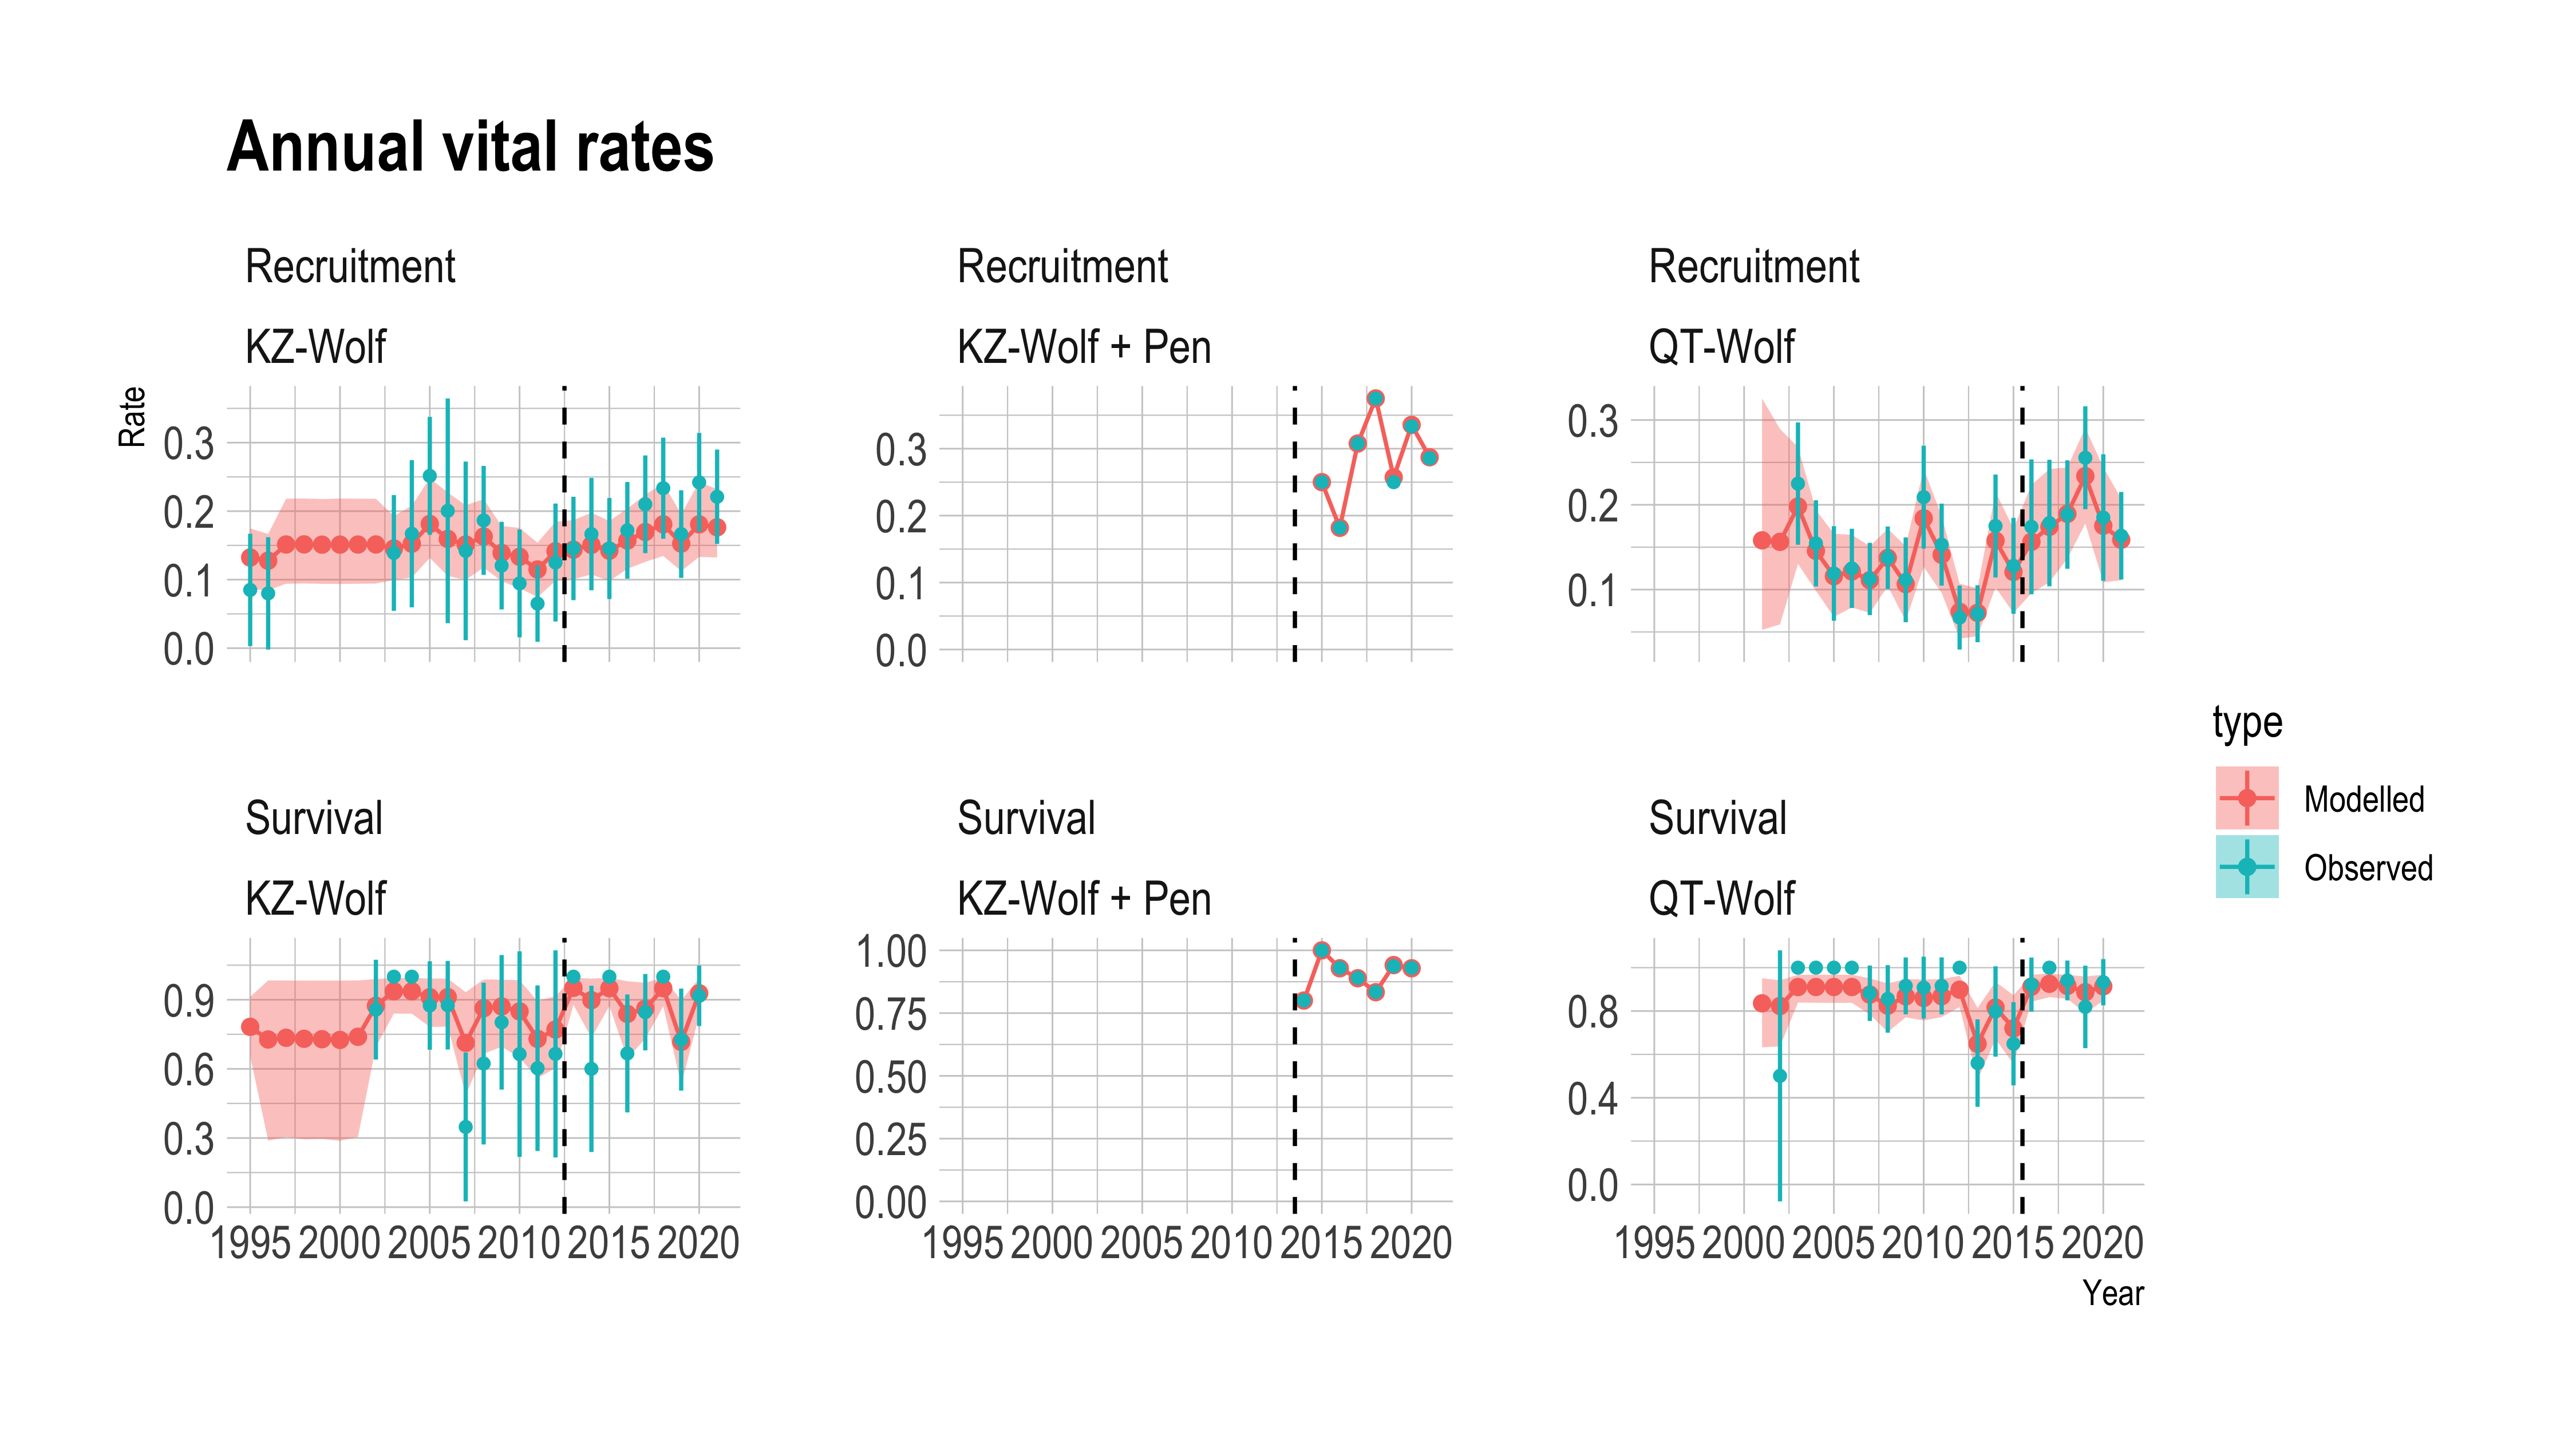 Annual vital rates
Recruitment
KZ-Wolf
Recruitment
KZ-Wolf + Pen
Recruitment
QT-Wolf
Rate
0.3
0.2
0.1
0.0
0.3
0.2
0.1
0.0
0.3
0.2
0.1
Survival
KZ-Wolf
Survival
KZ-Wolf + Pen
Survival
QT-Wolf
0.9
0.6
0.3
0.0
1.00
0.75
0.50
0.25
0.00
0.8
0.4
0.0
1995 2000 2005 2010 2015 2020
1995 2000 2005 2010 2015 2020
1995 2000 2005 2010 2015 2020
Year
type
Modelled
Observed